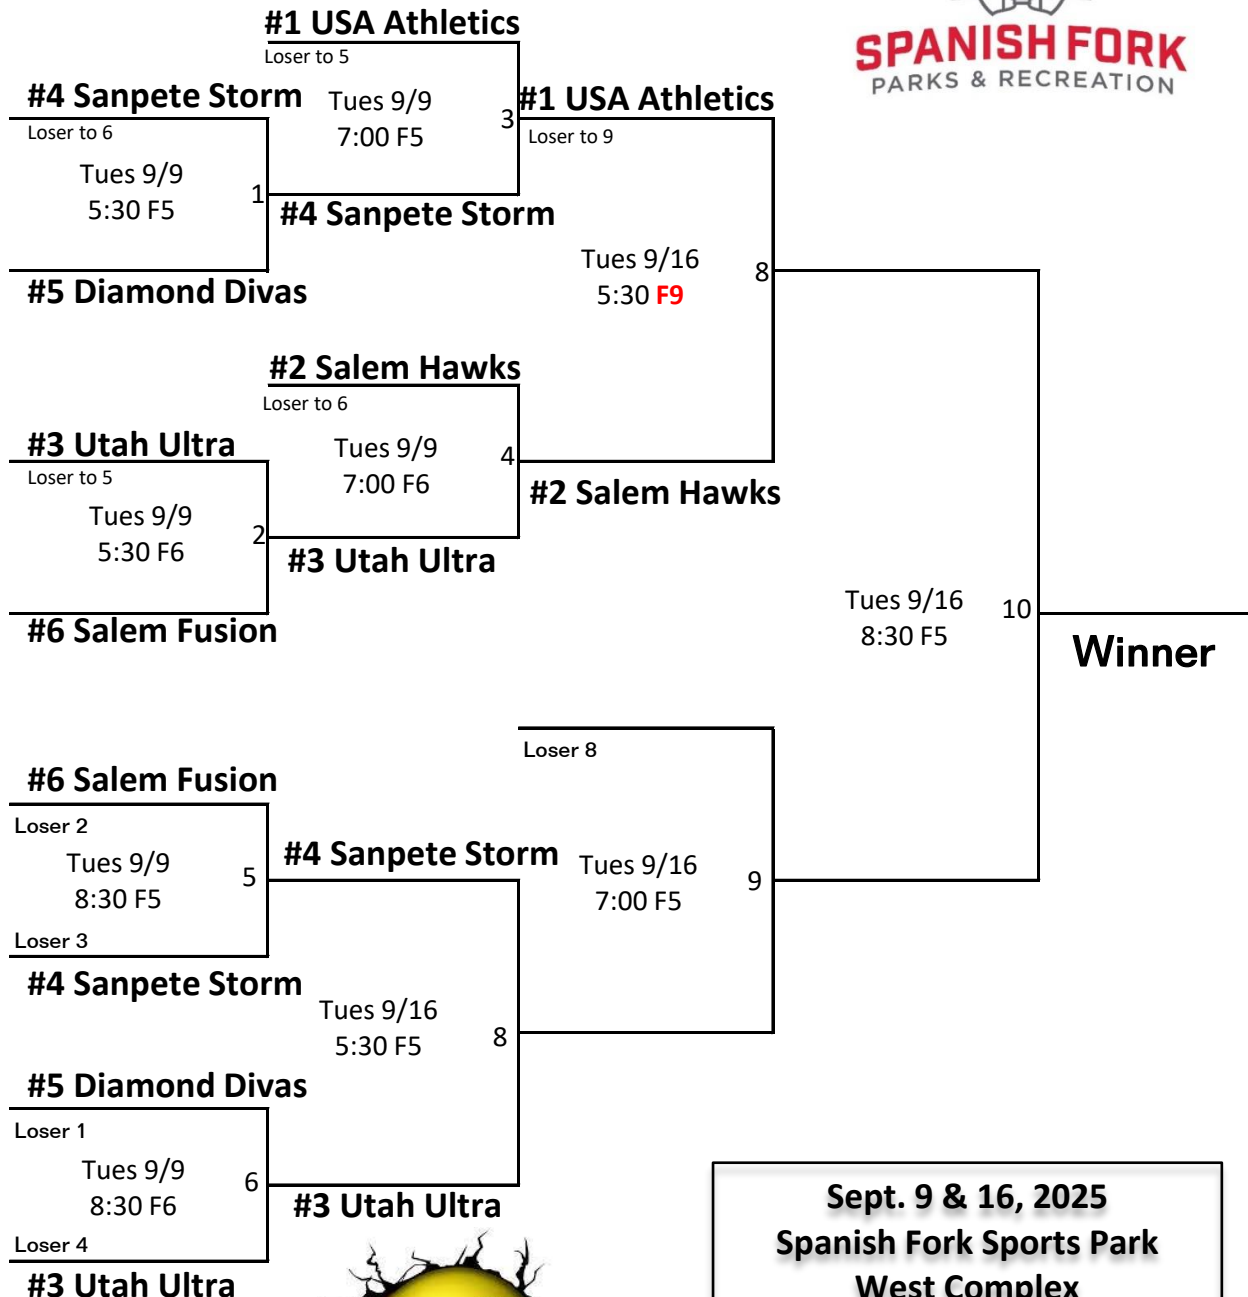 #1 USA Athletics
Loser to 5
SPANISH FORK
PARKS & RECREATION
#4 Sanpete Storm
Tues 9/9
7:00 F5
3
#1 USA Athletics
Loser to 6
Loser to 9
Tues 9/9
5:30 F5
1
#4 Sanpete Storm
#5 Diamond Divas
Tues 9/16
5:30 F9
8
#2 Salem Hawks
Loser to 6
#3 Utah Ultra
Tues 9/9
7:00 F6
4
Loser to 5
#2 Salem Hawks
Tues 9/9
5:30 F6
2
#3 Utah Ultra
#6 Salem Fusion
Tues 9/16
8:30 F5
10
Winner
Loser 8
#6 Salem Fusion
Loser 2
Tues 9/9
8:30 F5
5
#4 Sanpete Storm
Tues 9/16
7:00 F5
9
Loser 3
#4 Sanpete Storm
Tues 9/16
5:30 F5
8
#5 Diamond Divas
Loser 1
Tues 9/9
8:30 F6
6
#3 Utah Ultra
Loser 4
#3 Utah Ultra
Sept. 9 & 16, 2025
Spanish Fork Sports Park
West Complex